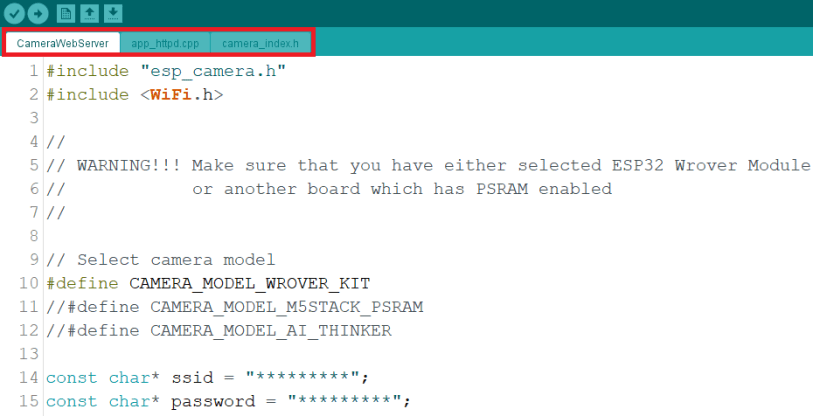 CameraWebServer app_httpd.cpp camera_index.h
1 #include "esp_camera.h"
2 #include <WiFi.h>
3
4 //
5 // WARNING!!! Make sure that you have either selected ESP32 Wrover Module
6 //            or another board which has PSRAM enabled
7 //
8
9 // Select camera model
10 #define CAMERA_MODEL_WROVER_KIT
11 //#define CAMERA_MODEL_M5STACK_PSRAM
12 //#define CAMERA_MODEL_AI_THINKER
13
14 const char* ssid = "*********";
15 const char* password = "*********";